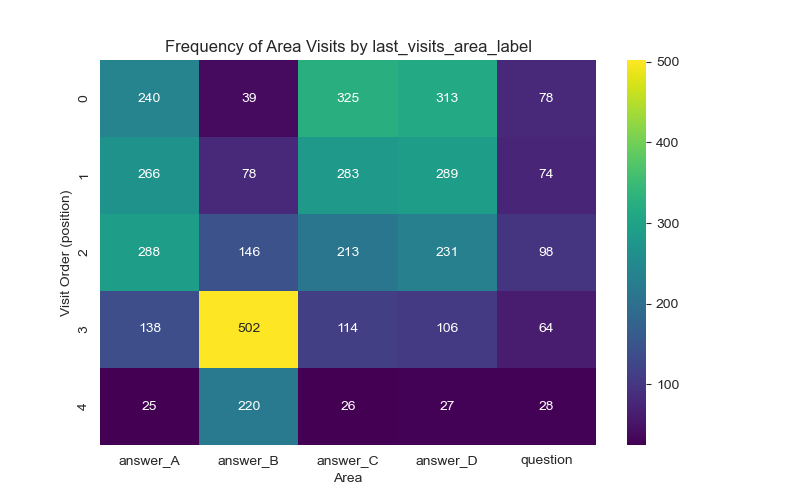 Frequency of Area Visits by last_visits_area_label
Visit Order (position)
0 240 39 325 313 78
1 266 78 283 289 74
2 288 146 213 231 98
3 138 502 114 106 64
4 25 220 26 27 28
answer_A answer_B answer_C answer_D question
Area
500
400
300
200
100